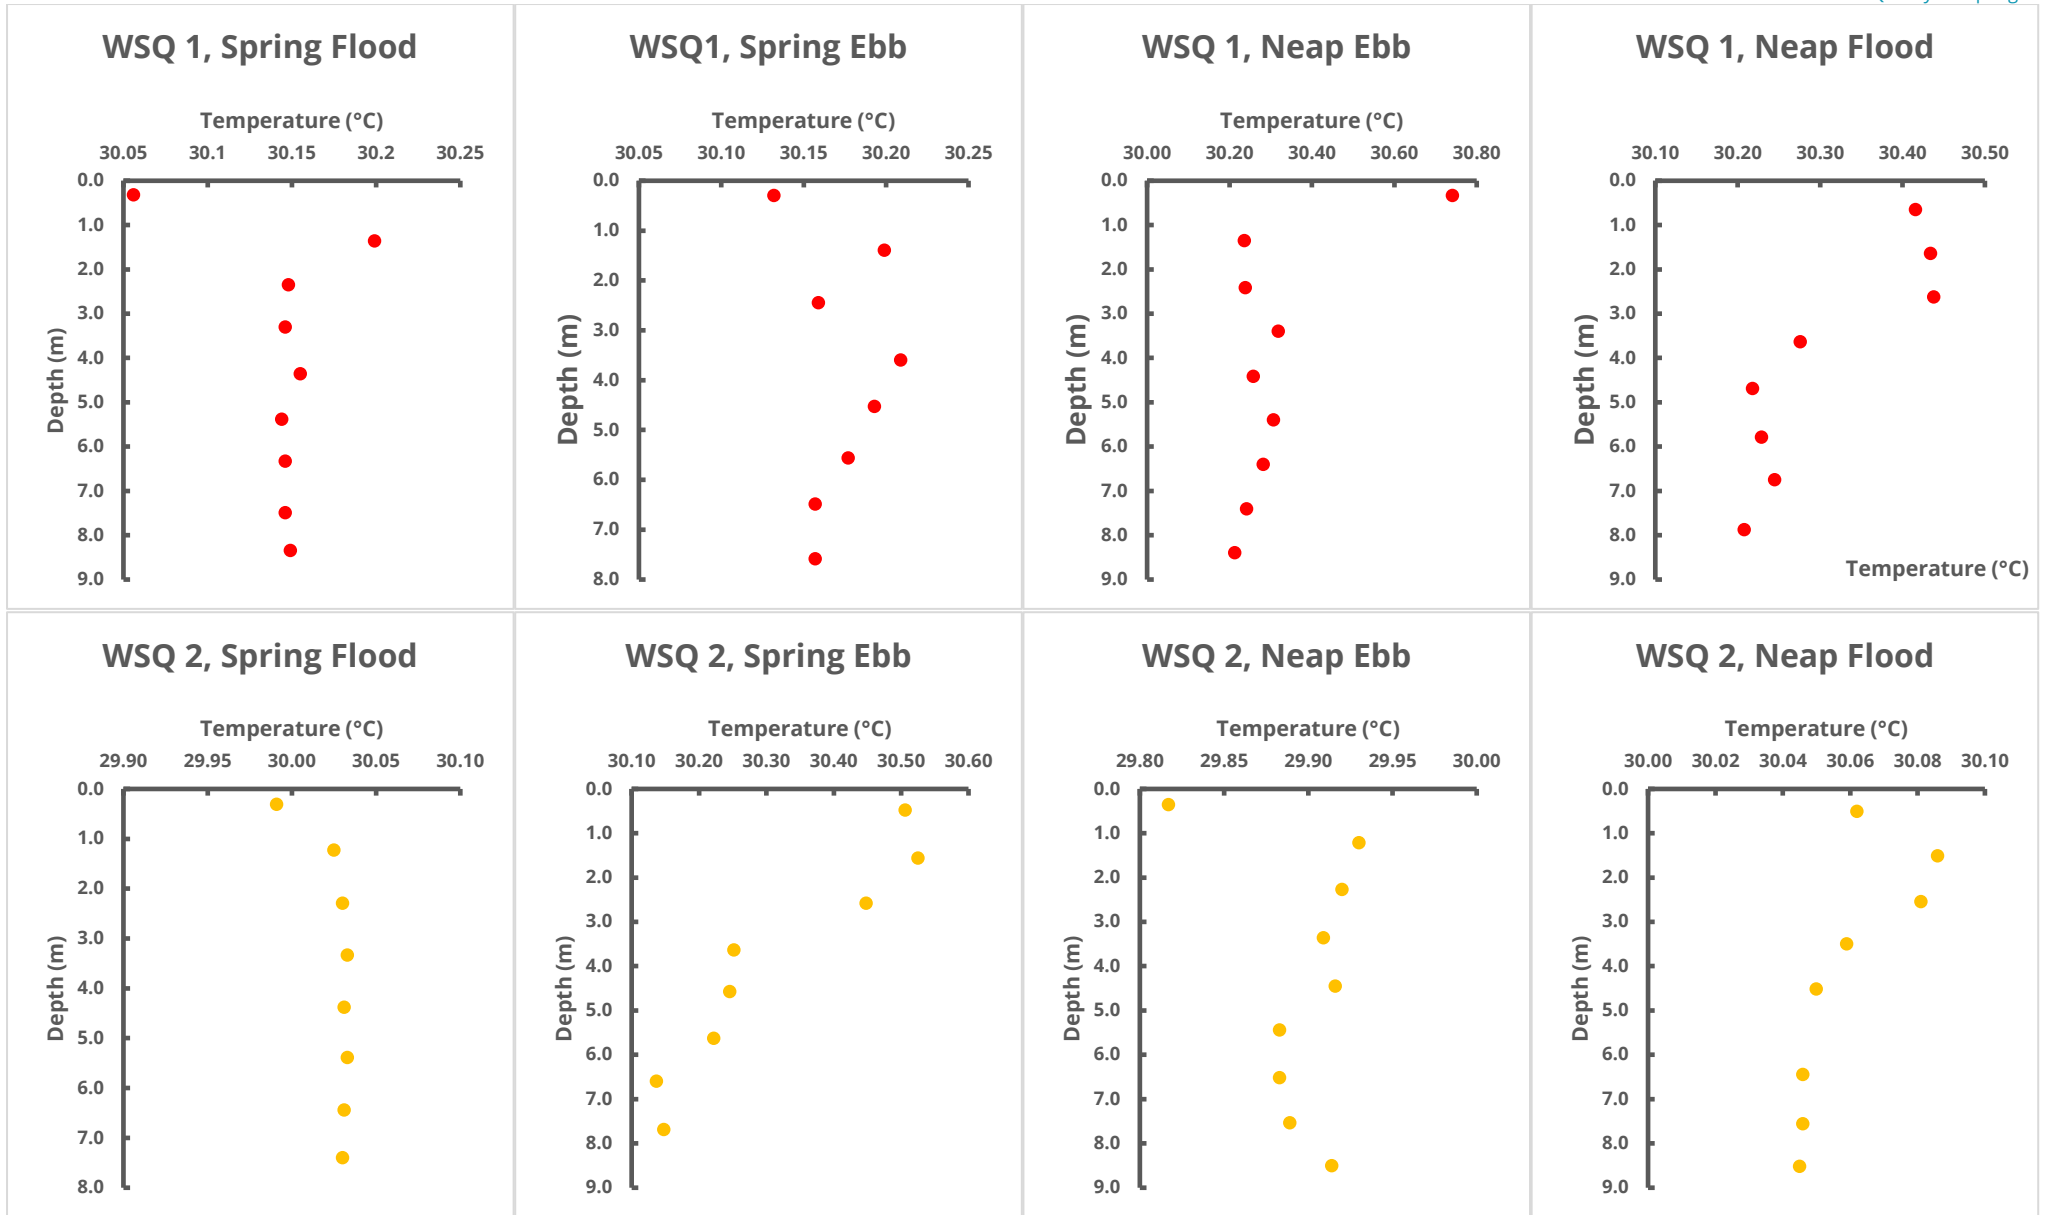 WSQ 1, Spring Flood
Temperature (°C)
30.05 30.1 30.15 30.2 30.25
0.0
1.0
2.0
3.0
4.0
5.0
6.0
7.0
8.0
9.0
Depth (m)
WSQ1, Spring Ebb
Temperature (°C)
30.05 30.10 30.15 30.20 30.25
0.0
1.0
2.0
3.0
4.0
5.0
6.0
7.0
8.0
Depth (m)
WSQ 1, Neap Ebb
Temperature (°C)
30.00 30.20 30.40 30.60 30.80
0.0
1.0
2.0
3.0
4.0
5.0
6.0
7.0
8.0
9.0
Depth (m)
WSQ 1, Neap Flood
30.10 30.20 30.30 30.40 30.50
0.0
1.0
2.0
3.0
4.0
5.0
6.0
7.0
8.0
9.0
Depth (m)
Temperature (°C)
WSQ 2, Spring Flood
Temperature (°C)
29.90 29.95 30.00 30.05 30.10
0.0
1.0
2.0
3.0
4.0
5.0
6.0
7.0
8.0
Depth (m)
WSQ 2, Spring Ebb
Temperature (°C)
30.10 30.20 30.30 30.40 30.50 30.60
0.0
1.0
2.0
3.0
4.0
5.0
6.0
7.0
8.0
9.0
Depth (m)
WSQ 2, Neap Ebb
Temperature (°C)
29.80 29.85 29.90 29.95 30.00
0.0
1.0
2.0
3.0
4.0
5.0
6.0
7.0
8.0
9.0
Depth (m)
WSQ 2, Neap Flood
Temperature (°C)
30.00 30.02 30.04 30.06 30.08 30.10
0.0
1.0
2.0
3.0
4.0
5.0
6.0
7.0
8.0
9.0
Depth (m)